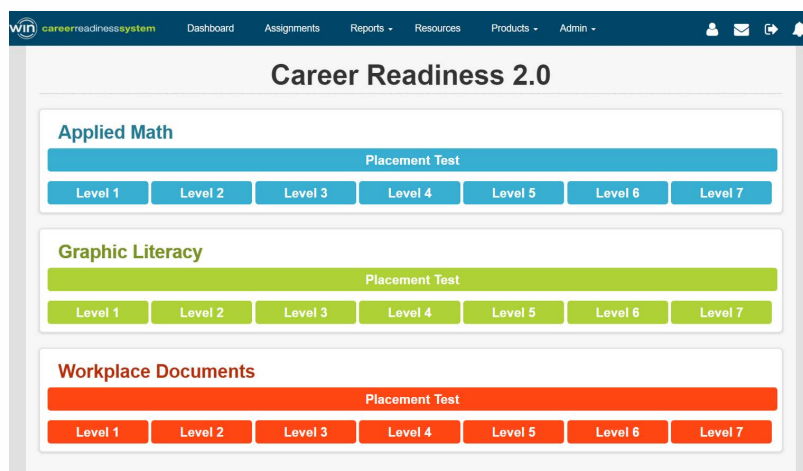 win careerreadinesssystem Dashboard Assignments Reports Resources Products Admin
Career Readiness 2.0
Applied Math
Placement Test
Level 1 Level 2 Level 3 Level 4 Level 5 Level 6 Level 7
Graphic Literacy
Placement Test
Level 1 Level 2 Level 3 Level 4 Level 5 Level 6 Level 7
Workplace Documents
Placement Test
Level 1 Level 2 Level 3 Level 4 Level 5 Level 6 Level 7